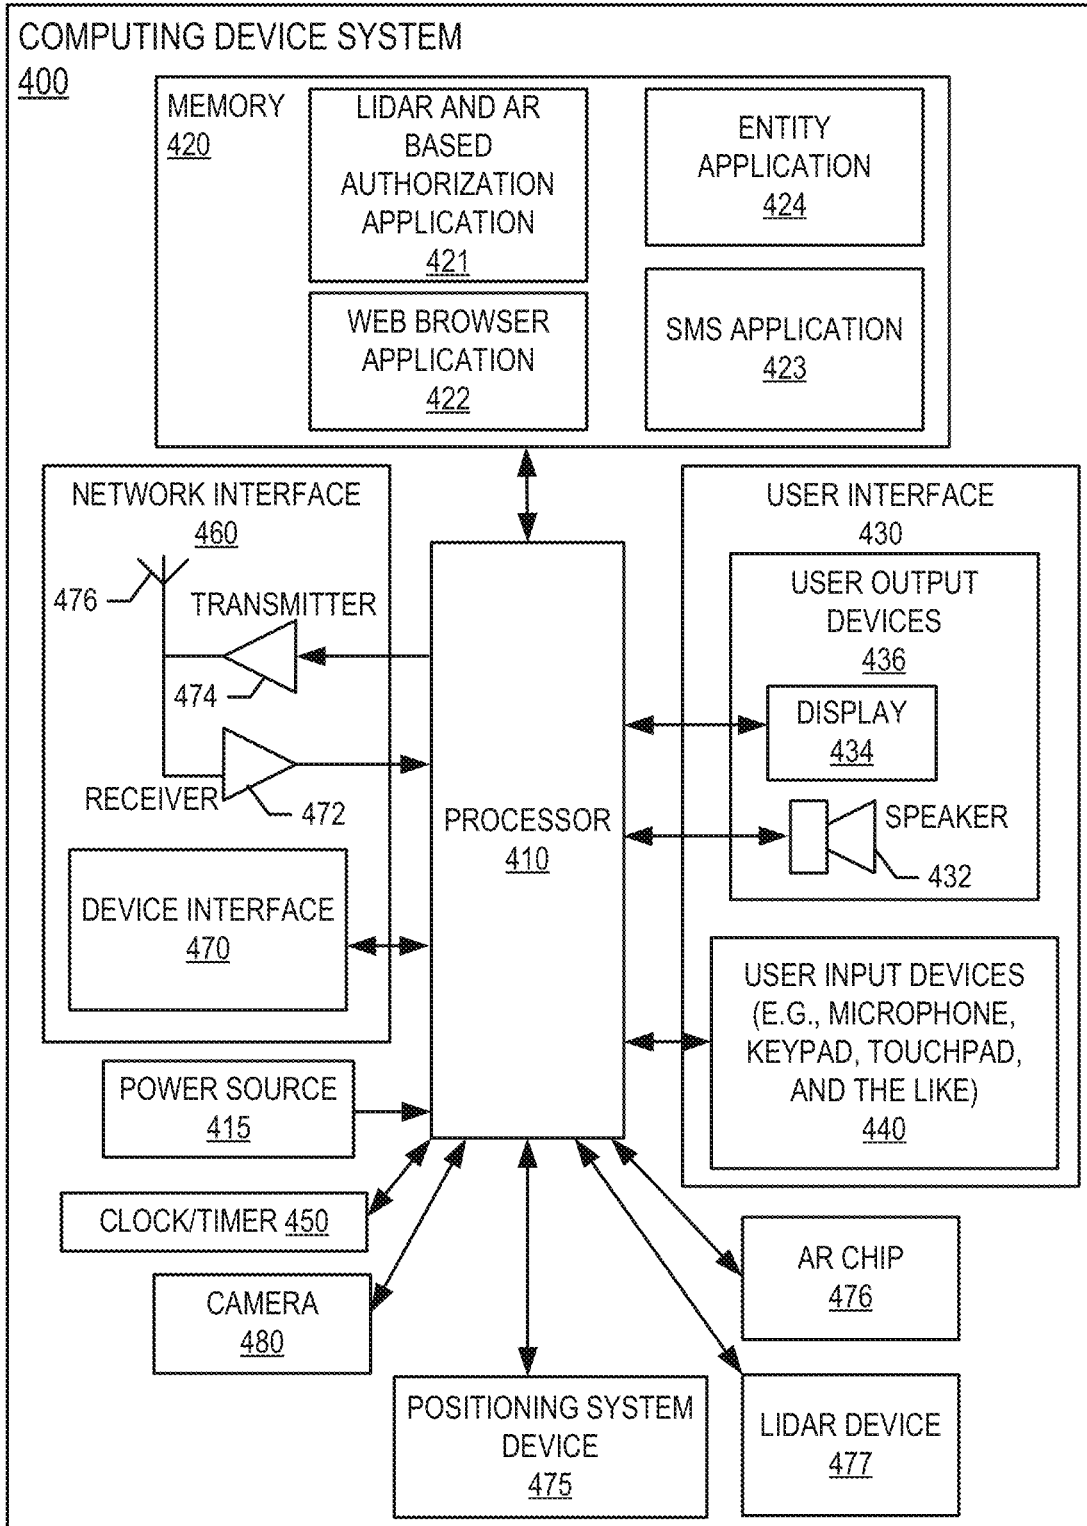 COMPUTING DEVICE SYSTEM
400
MEMORY
420
LIDAR AND AR
BASED
AUTHORIZATION
APPLICATION
421
ENTITY
APPLICATION
424
WEB BROWSER
APPLICATION
422
SMS APPLICATION
423
NETWORK INTERFACE
460
476
TRANSMITTER
474
RECEIVER
472
DEVICE INTERFACE
470
PROCESSOR
410
USER INTERFACE
430
USER OUTPUT
DEVICES
436
DISPLAY
434
SPEAKER
432
USER INPUT DEVICES
(E.G., MICROPHONE,
KEYPAD, TOUCHPAD,
AND THE LIKE)
440
POWER SOURCE
415
CLOCK/TIMER 450
CAMERA
480
POSITIONING SYSTEM
DEVICE
475
AR CHIP
476
LIDAR DEVICE
477